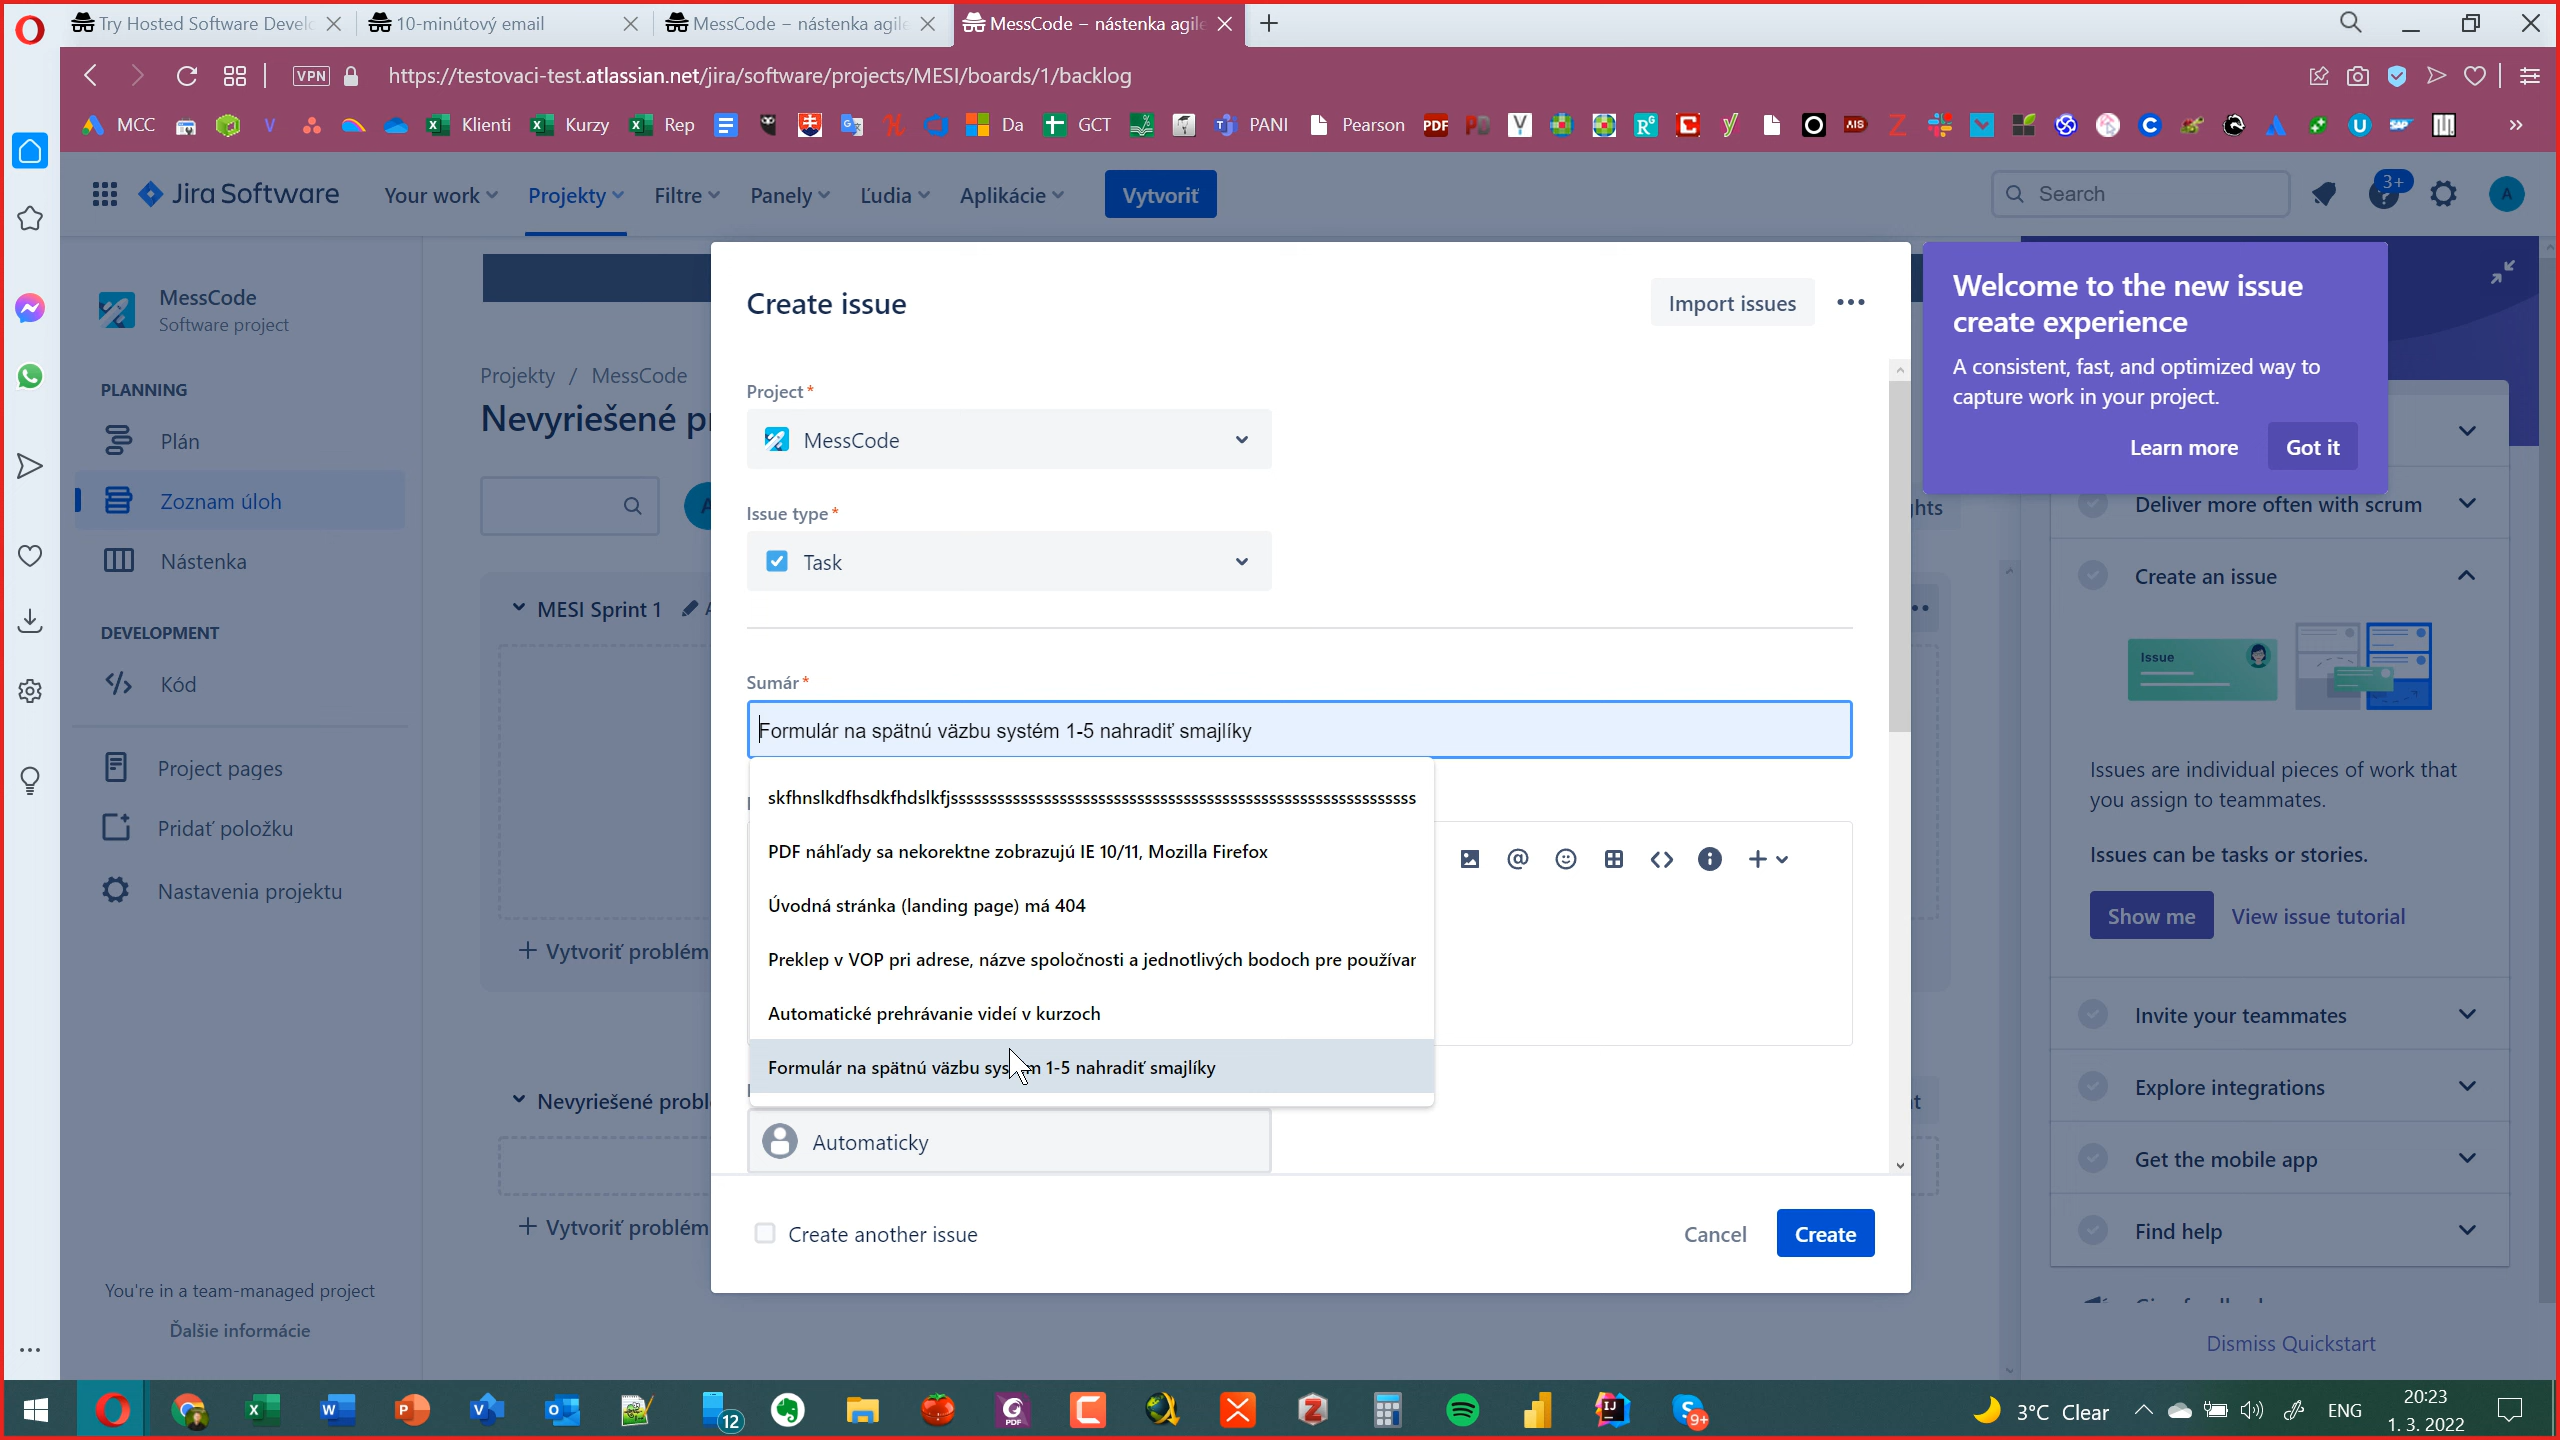 Try Hosted Software Develo
10-minútový email
MessCode – nástenka agile
MessCode – nástenka agile
VPN
https://testovaci-test.atlassian.net/jira/software/projects/MESI/boards/1/backlog
MCC
Klienti
Kurzy
Rep
Da
GCT
PANI
Pearson
PDF
AIS
Jira Software
Your work
Projekty
Filtre
Panely
Ľudia
Aplikácie
Vytvoriť
Search
3+
A
MessCode
Software project
PLANNING
Plán
Zoznam úloh
Nástenka
DEVELOPMENT
Kód
Project pages
Pridať položku
Nastavenia projektu
You're in a team-managed project
Ďalšie informácie
Projekty / MessCode
Nevyriešené pr
MESI Sprint 1
+ Vytvoriť problém
Nevyriešené probl
+ Vytvoriť problém
Create issue
Import issues
Project*
MessCode
Issue type*
Task
Sumár*
Formulár na spätnú väzbu systém 1-5 nahradiť smajlíky
skfhnslkdfhsdkfhdslkfjssssssssssssssssssssssssssssssssssssssssssssssssssssssssssss
PDF náhľady sa nekorektne zobrazujú IE 10/11, Mozilla Firefox
Úvodná stránka (landing page) má 404
Preklep v VOP pri adrese, názve spoločnosti a jednotlivých bodoch pre používar
Automatické prehrávanie videí v kurzoch
Formulár na spätnú väzbu systém 1-5 nahradiť smajlíky
Automaticky
Create another issue
Cancel
Create
Welcome to the new issue
create experience
A consistent, fast, and optimized way to
capture work in your project.
Learn more
Got it
hts
Deliver more often with scrum
Create an issue
Issue
Issues are individual pieces of work that
you assign to teammates.
Issues can be tasks or stories.
Show me
View issue tutorial
Invite your teammates
Explore integrations
Get the mobile app
Find help
Dismiss Quickstart
12
9+
3°C Clear
ENG
20:23
1. 3. 2022